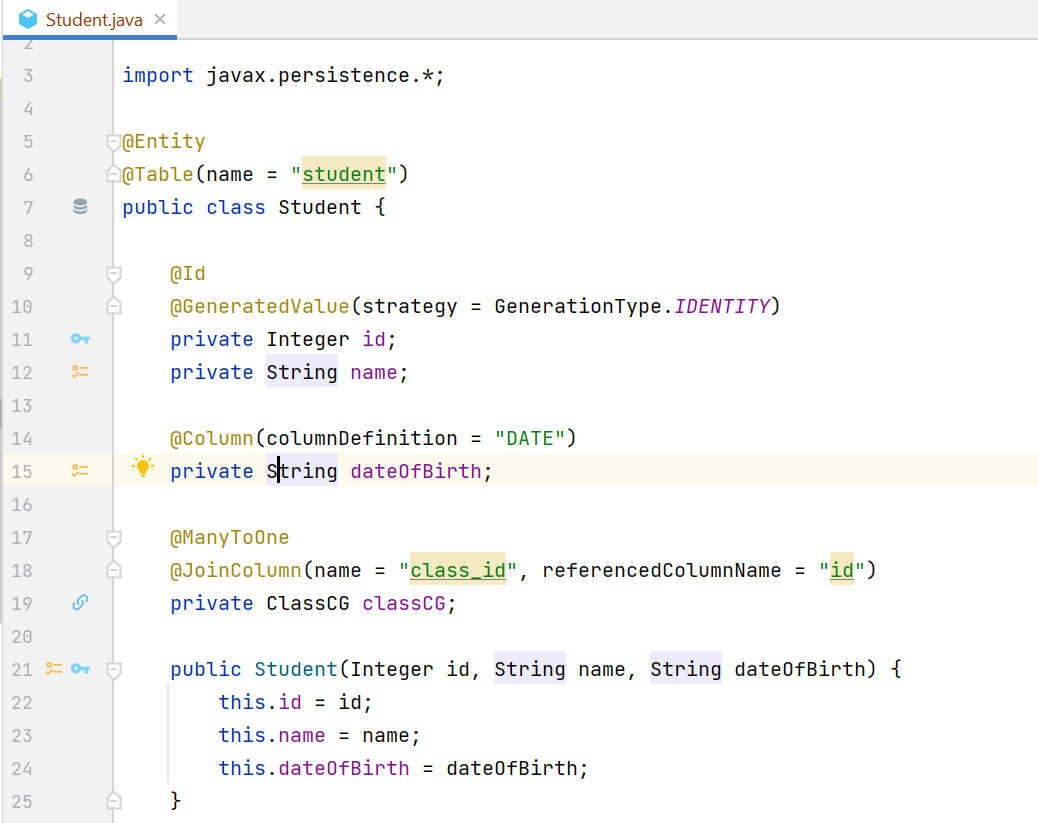 Student.java
2
3 import javax.persistence.*;
4
5 @Entity
6 @Table(name = "student")
7 public class Student {
8
9 @Id
10 @GeneratedValue(strategy = GenerationType.IDENTITY)
11 private Integer id;
12 private String name;
13
14 @Column(columnDefinition = "DATE")
15 private String dateOfBirth;
16
17 @ManyToOne
18 @JoinColumn(name = "class_id", referencedColumnName = "id")
19 private ClassCG classCG;
20
21 public Student(Integer id, String name, String dateOfBirth) {
22 this.id = id;
23 this.name = name;
24 this.dateOfBirth = dateOfBirth;
25 }